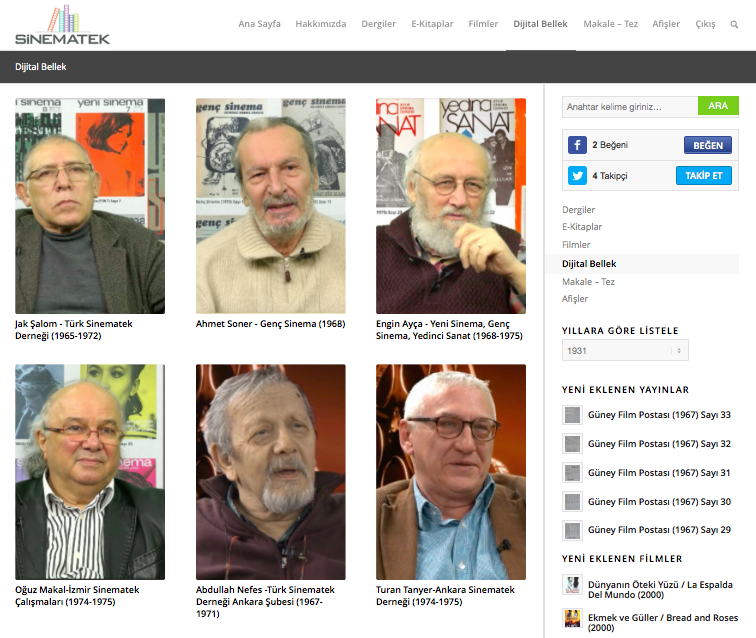 SİNEMATEK
Ana Sayfa Hakkımızda Dergiler E-Kitaplar Filmler Dijital Bellek Makale – Tez Afişler Çıkış
Dijital Bellek
Anahtar kelime giriniz... ARA
2 Beğeni BEĞEN
4 Takipçi TAKİP ET
Dergiler
E-Kitaplar
Filmler
Dijital Bellek
Makale – Tez
Afişler
YILLARA GÖRE LİSTELE
1931
YENİ EKLENEN YAYINLAR
Güney Film Postası (1967) Sayı 33
Güney Film Postası (1967) Sayı 32
Güney Film Postası (1967) Sayı 31
Güney Film Postası (1967) Sayı 30
Güney Film Postası (1967) Sayı 29
YENİ EKLENEN FİLMLER
Dünyanın Öteki Yüzü / La Espalda
Del Mundo (2000)
Ekmek ve Güller / Bread and Roses
(2000)
yeni sinema
genç sinema
genç sinema
yedinci
SANAT
SANAT
Jak Şalom - Türk Sinematek
Derneği (1965-1972)
Ahmet Soner - Genç Sinema (1968)
Engin Ayça - Yeni Sinema, Genç
Sinema, Yedinci Sanat (1968-1975)
Oğuz Makal-İzmir Sinematek
Çalışmaları (1974-1975)
Abdullah Nefes -Türk Sinematek
Derneği Ankara Şubesi (1967-
1971)
Turan Tanyer-Ankara Sinematek
Derneği (1974-1975)